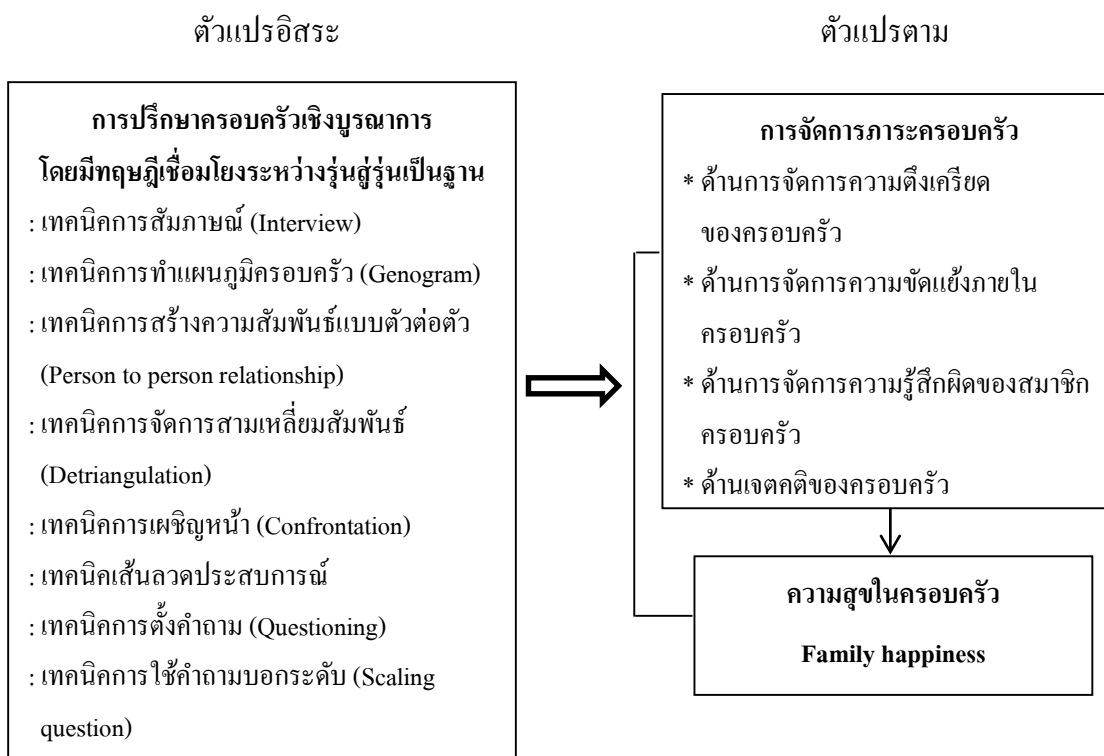 ตัวแปรอิสระ
การปรึกษาครอบครัวเชิงบูรณาการ
โดยมีทฤษฎีเชื่อมโยงระหว่างรุ่นสู่รุ่นเป็นฐาน
: เทคนิคการสัมภาษณ์ (Interview)
: เทคนิคการทำแผนภูมิครอบครัว (Genogram)
: เทคนิคการสร้างความสัมพันธ์แบบตัวต่อตัว
(Person to person relationship)
: เทคนิคการจัดการสามเหลี่ยมสัมพันธ์
(Detriangulation)
: เทคนิคการเผชิญหน้า (Confrontation)
: เทคนิคเส้นลวดประสบการณ์
: เทคนิคการตั้งคำถาม (Questioning)
: เทคนิคการใช้คำถามบอกระดับ (Scaling
question)
ตัวแปรตาม
การจัดการภาระครอบครัว
* ด้านการจัดการความตึงเครียด
ของครอบครัว
* ด้านการจัดการความขัดแย้งภายใน
ครอบครัว
* ด้านการจัดการความรู้สึกผิดของสมาชิก
ครอบครัว
* ด้านเจตคติของครอบครัว
ความสุขในครอบครัว
Family happiness